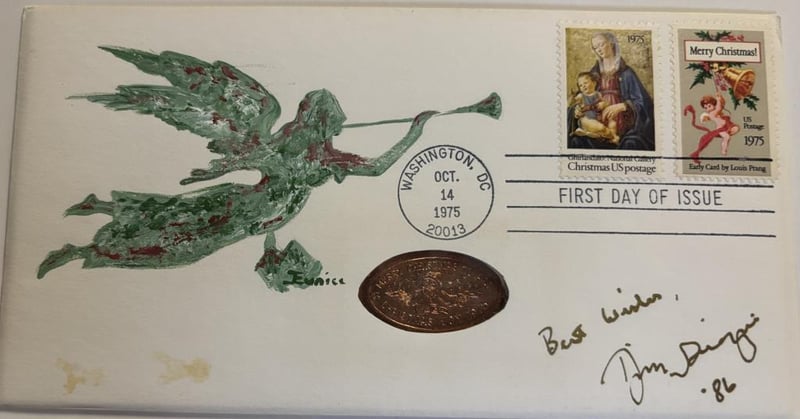 1975
Ghirlandaio: National Gallery
Christmas US postage
Merry Christmas!
US
Postage
1975
Early Card by Louis Prang
WASHINGTON, DC
OCT.
14
1975
20013
FIRST DAY OF ISSUE
Eunice
Best Wishes,
'86